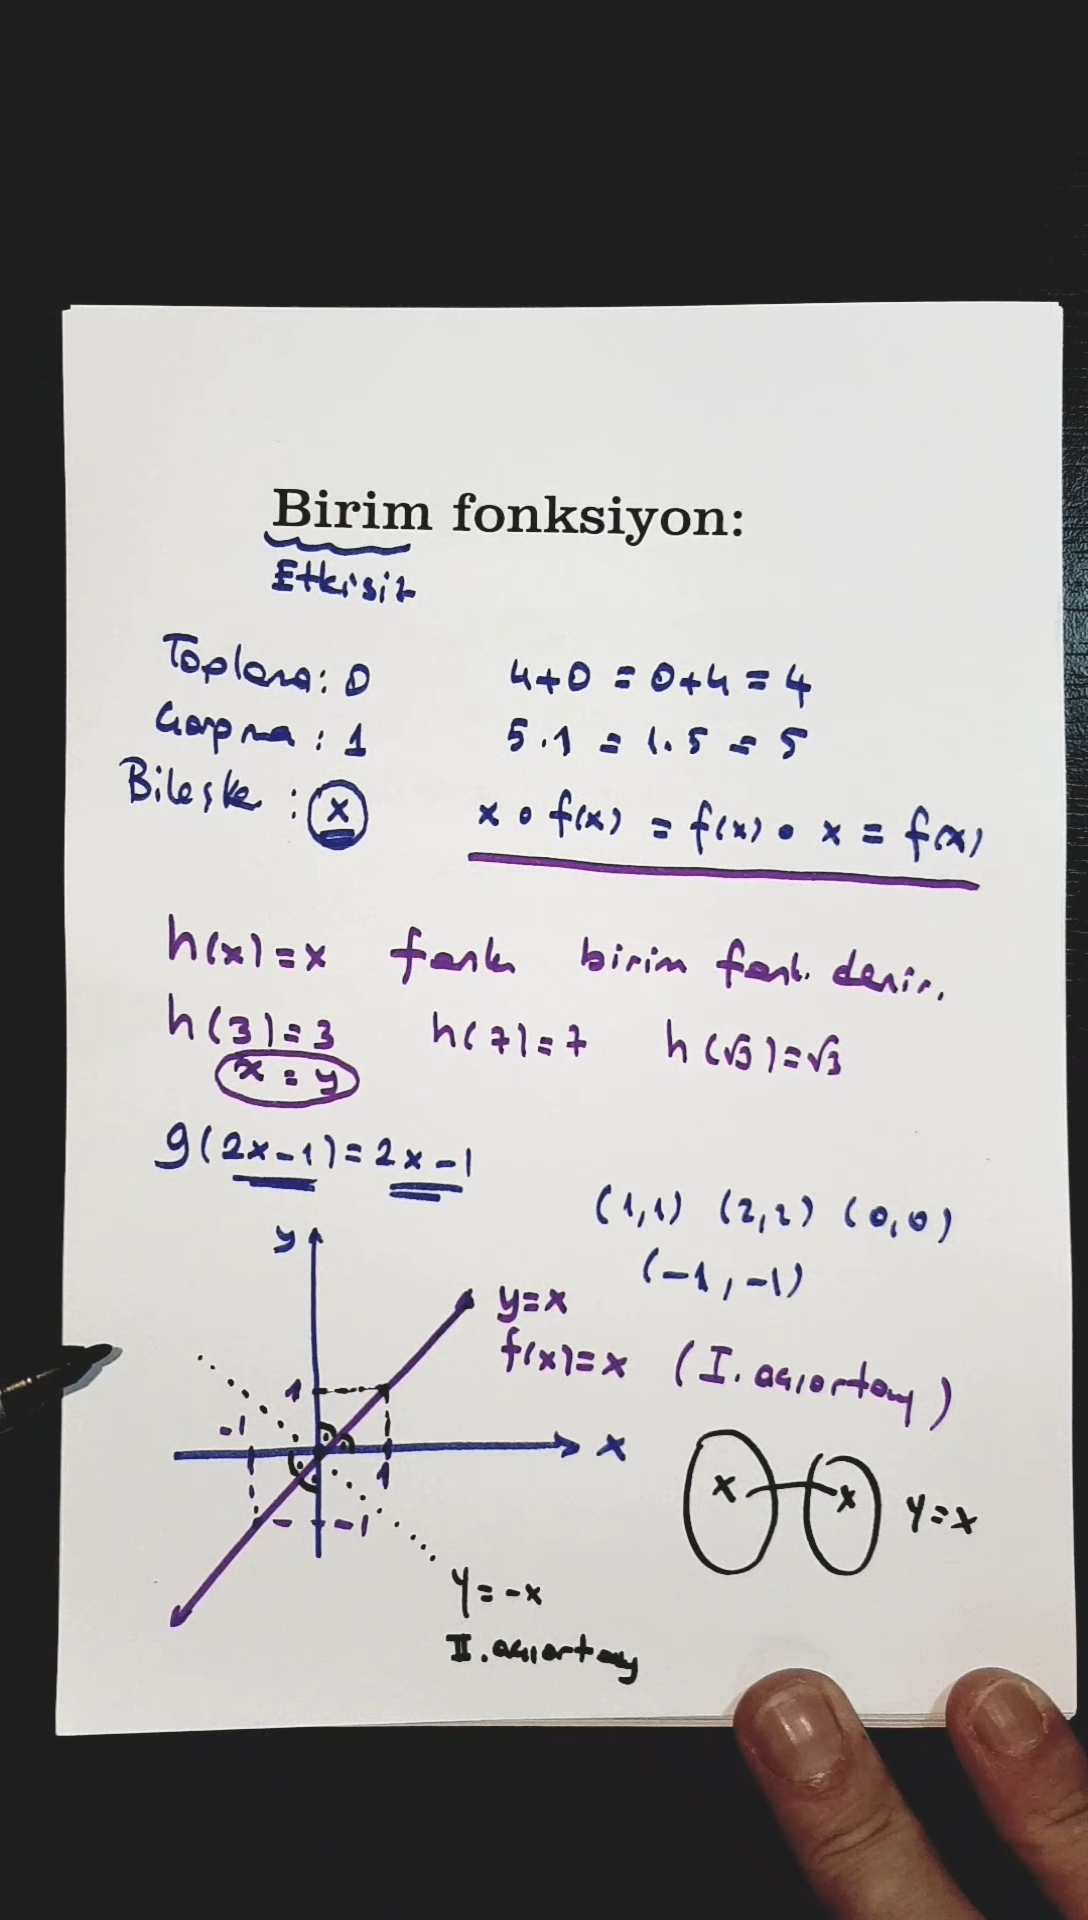 Birim fonksiyon:
Etkisiz
Toplama: 0 4+0 = 0+4 = 4
Çarpma: 1 5.1 = 1.5 = 5
Bileşke: x x o f(x) = f(x) o x = f(x)
h(x)=x fonk birim fonk. denir.
h(3)=3 h(7)=7 h(√3)=√3
x = y
g(2x-1)=2x-1
(1,1) (2,2) (0,0)
(-1,-1)
y
y=x
f(x)=x (I. açıortay)
1
-1
x
1
x x y=x
-1
y=-x
II. açıortay